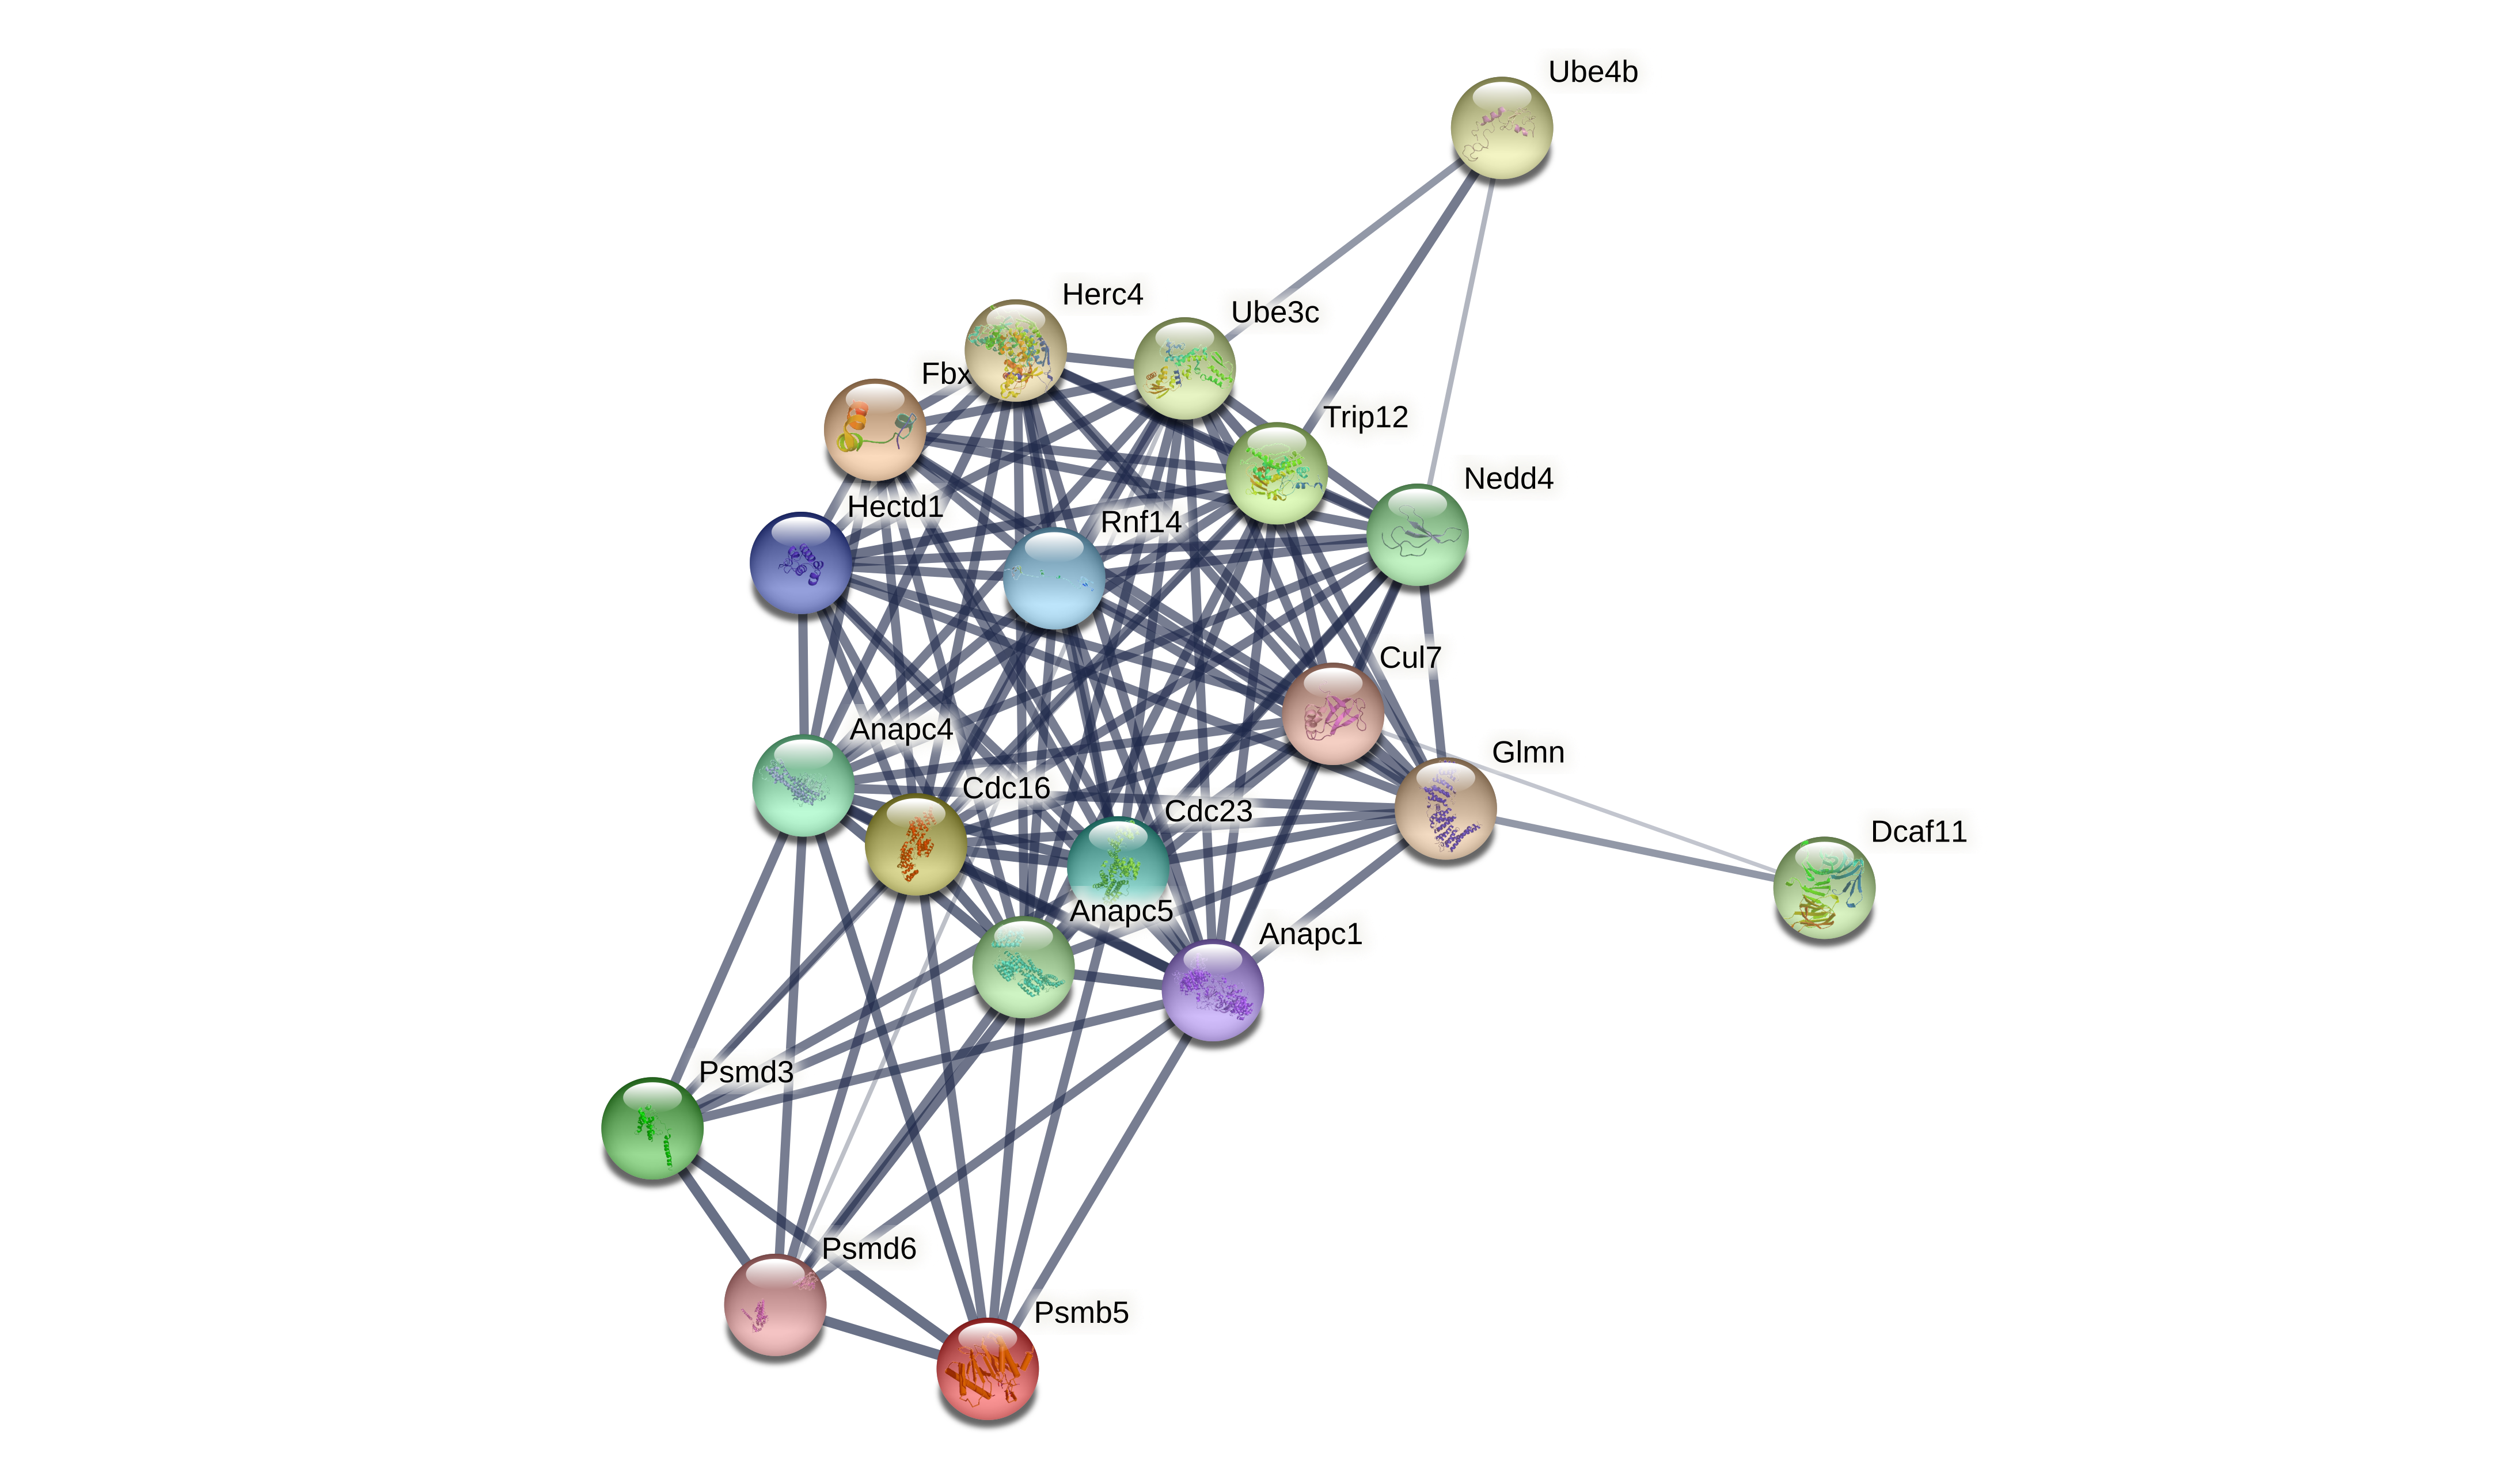 Ube4b
Herc4
Ube3c
Fbx
Trip12
Nedd4
Hectd1
Rnf14
Cul7
Anapc4
Glmn
Cdc16
Cdc23
Dcaf11
Anapc5
Anapc1
Psmd3
Psmd6
Psmb5